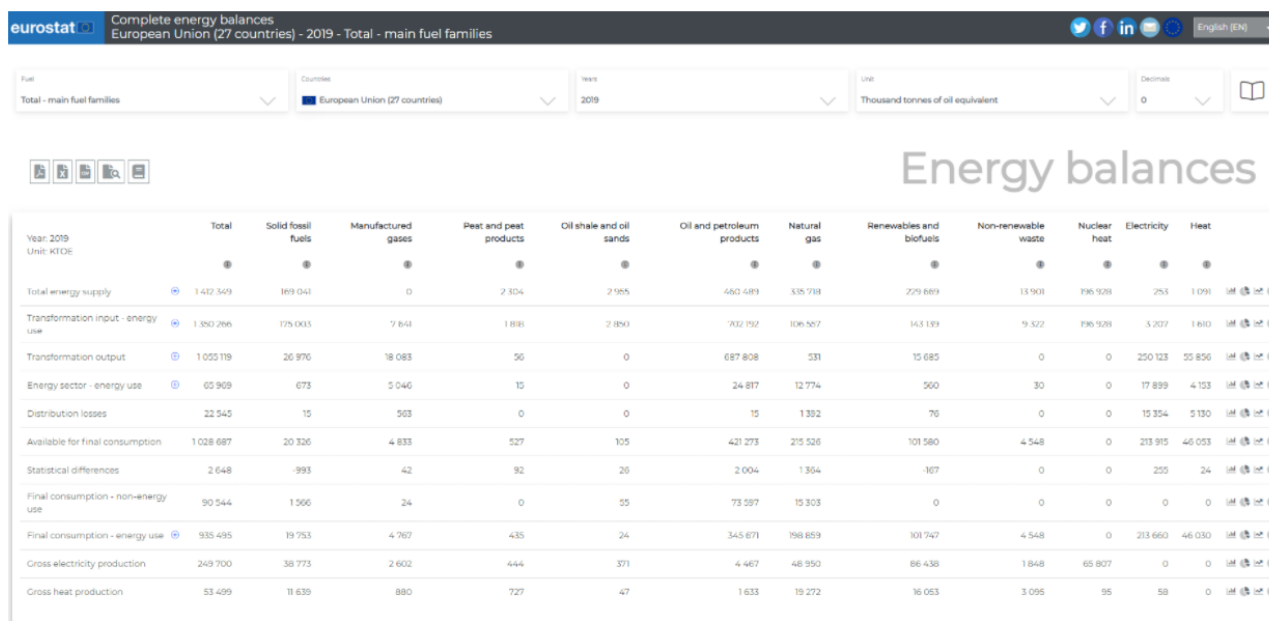 eurostat
Complete energy balances
European Union (27 countries) - 2019 - Total - main fuel families
English (EN)
Fuel Countries Years Unit Decimals
Total - main fuel families European Union (27 countries) 2019 Thousand tonnes of oil equivalent 0
Energy balances
Year: 2019
Unit: KTOE
Total Solid fossil fuels Manufactured gases Peat and peat products Oil shale and oil sands Oil and petroleum products Natural gas Renewables and biofuels Non-renewable waste Nuclear heat Electricity Heat
Total energy supply 1 412 349 169 041 0 2 304 2 955 460 489 335 718 229 669 13 901 196 928 253 1 091
Transformation input - energy use 1 350 266 175 003 7 641 1 818 2 850 702 192 106 587 143 139 9 322 196 928 3 207 1 610
Transformation output 1 055 119 26 976 18 083 56 0 687 808 531 15 685 0 0 250 123 55 856
Energy sector - energy use 65 969 673 5 046 15 0 24 817 12 774 560 30 0 17 899 4 153
Distribution losses 22 545 15 563 0 0 15 1 392 76 0 0 15 354 5 130
Available for final consumption 1 028 687 20 326 4 833 527 105 421 273 215 526 101 580 4 548 0 213 915 46 053
Statistical differences 2 648 -993 42 92 26 2 004 1 364 -167 0 0 255 24
Final consumption - non-energy use 90 544 1 566 24 0 55 73 597 15 303 0 0 0 0 0
Final consumption - energy use 935 495 19 753 4 767 435 24 345 671 198 859 101 747 4 548 0 213 660 46 030
Gross electricity production 249 700 38 773 2 602 444 371 4 467 48 950 86 438 1 848 65 807 0 0
Gross heat production 53 499 11 639 880 727 47 1 633 19 272 16 053 3 095 95 58 0